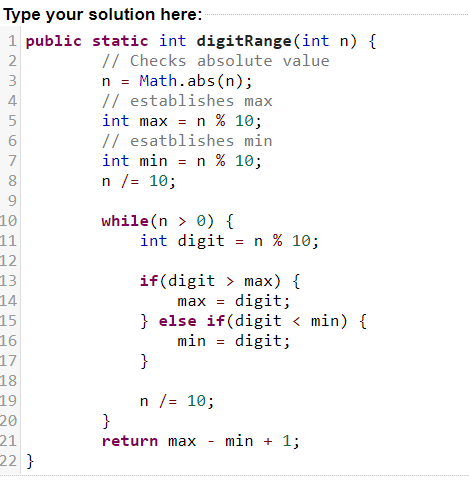 Type your solution here:
1 public static int digitRange(int n) {
2 // Checks absolute value
3 n = Math.abs(n);
4 // establishes max
5 int max = n % 10;
6 // esatblishes min
7 int min = n % 10;
8 n /= 10;
9
10 while(n > 0) {
11 int digit = n % 10;
12
13 if(digit > max) {
14 max = digit;
15 } else if(digit < min) {
16 min = digit;
17 }
18
19 n /= 10;
20 }
21 return max - min + 1;
22 }